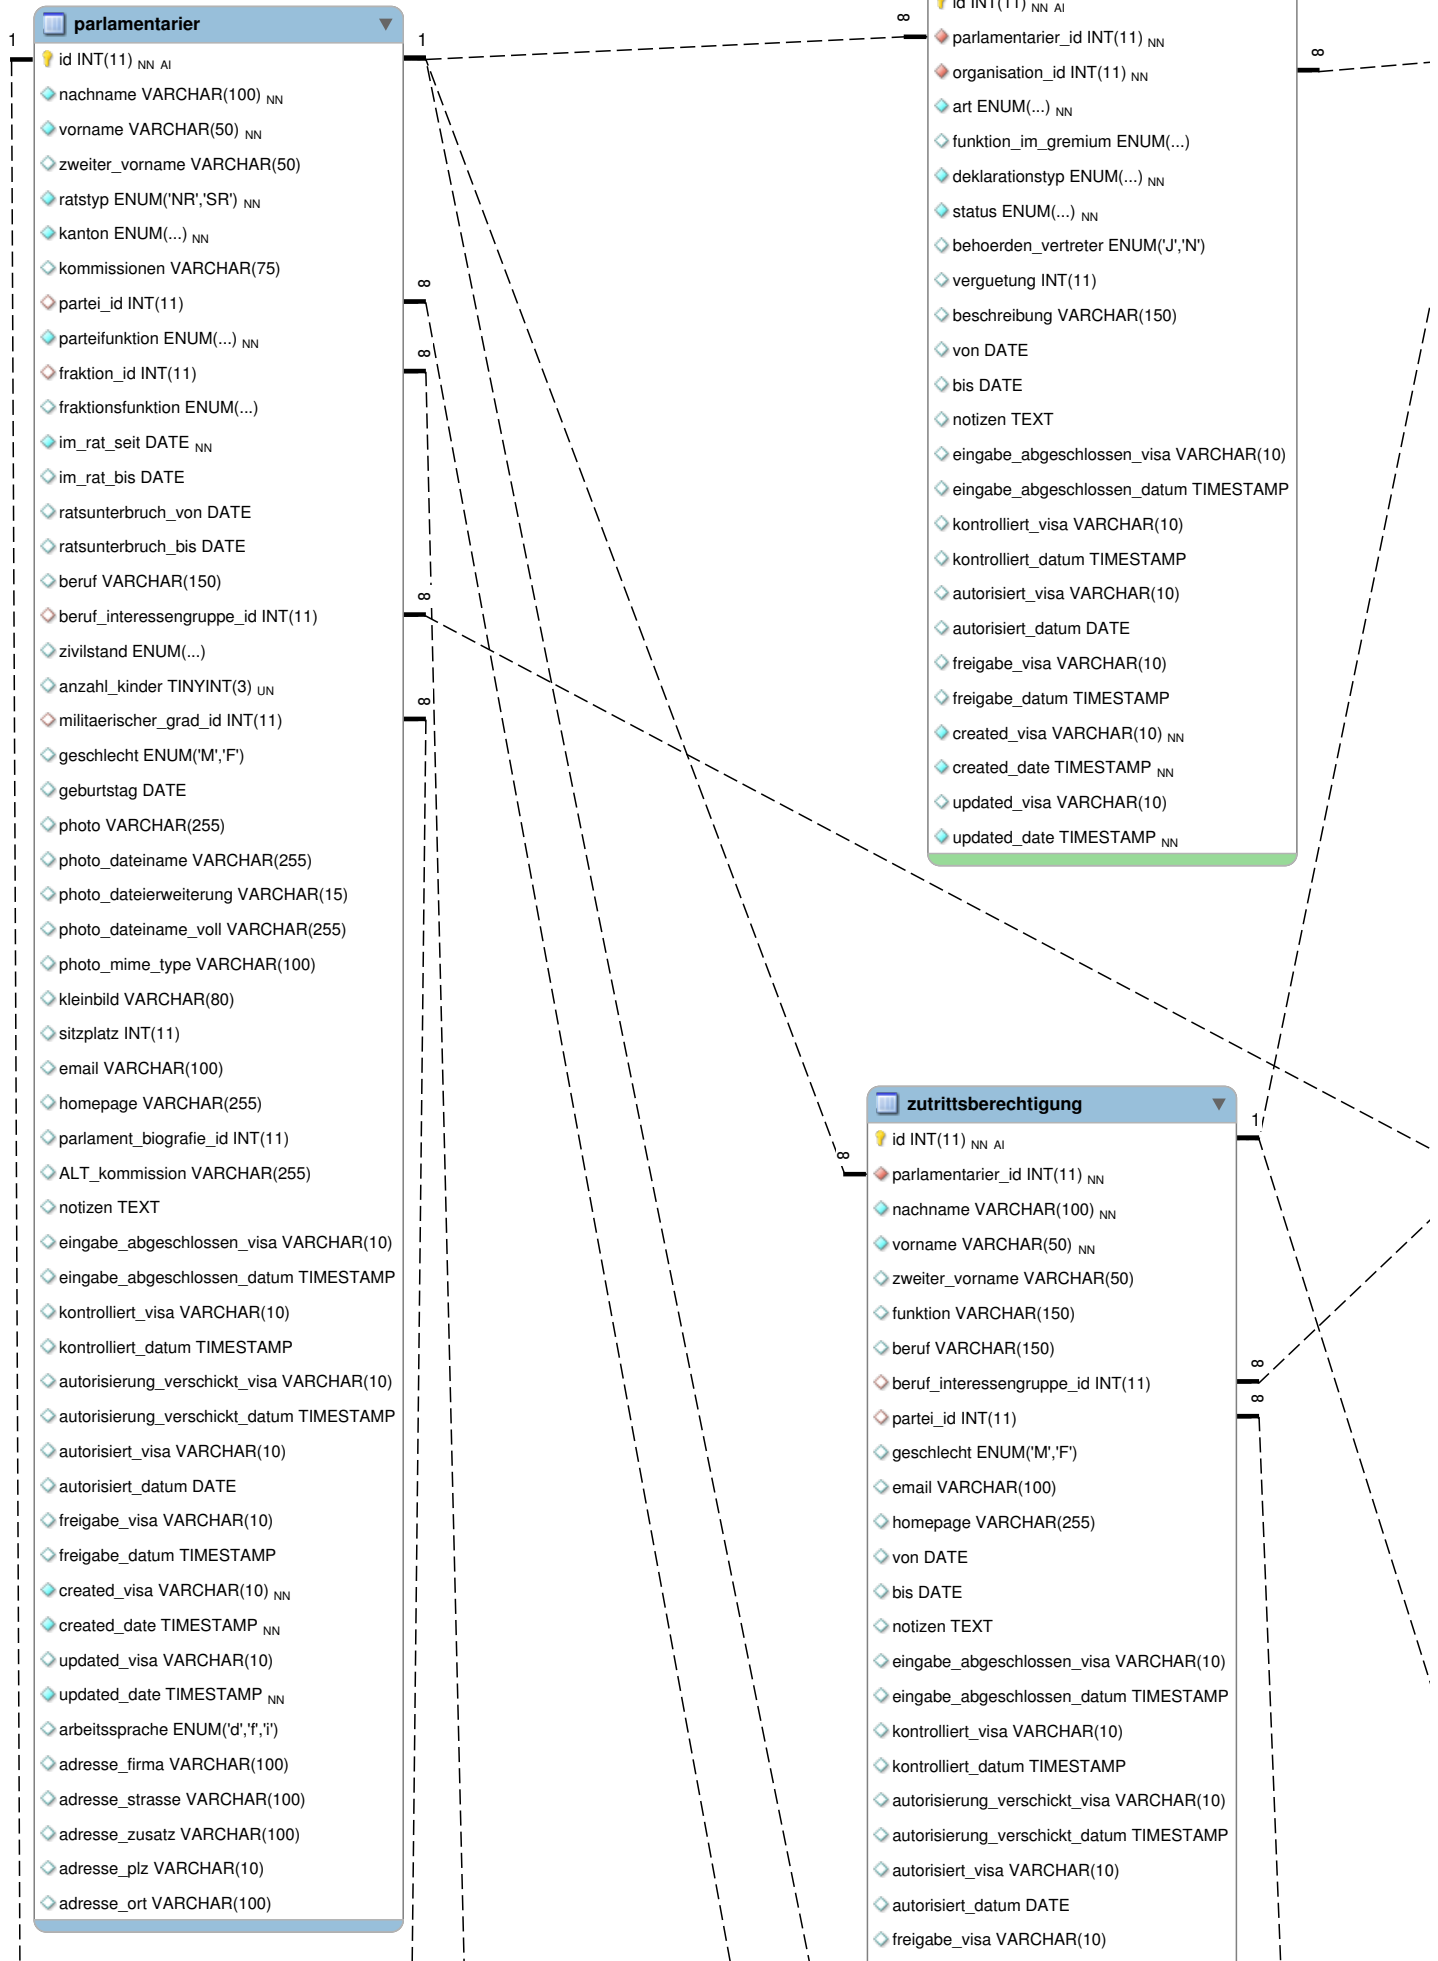 parlamentarier
1
1
id INT(11) NN AI
nachname VARCHAR(100) NN
vorname VARCHAR(50) NN
zweiter_vorname VARCHAR(50)
ratstyp ENUM('NR','SR') NN
kanton ENUM(...) NN
kommissionen VARCHAR(75)
∞
partei_id INT(11)
parteifunktion ENUM(...) NN
∞
fraktion_id INT(11)
fraktionsfunktion ENUM(...)
im_rat_seit DATE NN
im_rat_bis DATE
ratsunterbruch_von DATE
ratsunterbruch_bis DATE
beruf VARCHAR(150)
∞
beruf_interessengruppe_id INT(11)
zivilstand ENUM(...)
anzahl_kinder TINYINT(3) UN
∞
militaerischer_grad_id INT(11)
geschlecht ENUM('M','F')
geburtstag DATE
photo VARCHAR(255)
photo_dateiname VARCHAR(255)
photo_dateierweiterung VARCHAR(15)
photo_dateiname_voll VARCHAR(255)
photo_mime_type VARCHAR(100)
kleinbild VARCHAR(80)
sitzplatz INT(11)
email VARCHAR(100)
homepage VARCHAR(255)
parlament_biografie_id INT(11)
ALT_kommission VARCHAR(255)
notizen TEXT
eingabe_abgeschlossen_visa VARCHAR(10)
eingabe_abgeschlossen_datum TIMESTAMP
kontrolliert_visa VARCHAR(10)
kontrolliert_datum TIMESTAMP
autorisierung_verschickt_visa VARCHAR(10)
autorisierung_verschickt_datum TIMESTAMP
autorisiert_visa VARCHAR(10)
autorisiert_datum DATE
freigabe_visa VARCHAR(10)
freigabe_datum TIMESTAMP
created_visa VARCHAR(10) NN
created_date TIMESTAMP NN
updated_visa VARCHAR(10)
updated_date TIMESTAMP NN
arbeitssprache ENUM('d','f','i')
adresse_firma VARCHAR(100)
adresse_strasse VARCHAR(100)
adresse_zusatz VARCHAR(100)
adresse_plz VARCHAR(10)
adresse_ort VARCHAR(100)
id INT(11) NN AI
∞
parlamentarier_id INT(11) NN
∞
organisation_id INT(11) NN
art ENUM(...) NN
funktion_im_gremium ENUM(...)
deklarationstyp ENUM(...) NN
status ENUM(...) NN
behoerden_vertreter ENUM('J','N')
verguetung INT(11)
beschreibung VARCHAR(150)
von DATE
bis DATE
notizen TEXT
eingabe_abgeschlossen_visa VARCHAR(10)
eingabe_abgeschlossen_datum TIMESTAMP
kontrolliert_visa VARCHAR(10)
kontrolliert_datum TIMESTAMP
autorisiert_visa VARCHAR(10)
autorisiert_datum DATE
freigabe_visa VARCHAR(10)
freigabe_datum TIMESTAMP
created_visa VARCHAR(10) NN
created_date TIMESTAMP NN
updated_visa VARCHAR(10)
updated_date TIMESTAMP NN
zutrittsberechtigung
1
id INT(11) NN AI
∞
parlamentarier_id INT(11) NN
nachname VARCHAR(100) NN
vorname VARCHAR(50) NN
zweiter_vorname VARCHAR(50)
funktion VARCHAR(150)
beruf VARCHAR(150)
∞
beruf_interessengruppe_id INT(11)
∞
partei_id INT(11)
geschlecht ENUM('M','F')
email VARCHAR(100)
homepage VARCHAR(255)
von DATE
bis DATE
notizen TEXT
eingabe_abgeschlossen_visa VARCHAR(10)
eingabe_abgeschlossen_datum TIMESTAMP
kontrolliert_visa VARCHAR(10)
kontrolliert_datum TIMESTAMP
autorisierung_verschickt_visa VARCHAR(10)
autorisierung_verschickt_datum TIMESTAMP
autorisiert_visa VARCHAR(10)
autorisiert_datum DATE
freigabe_visa VARCHAR(10)